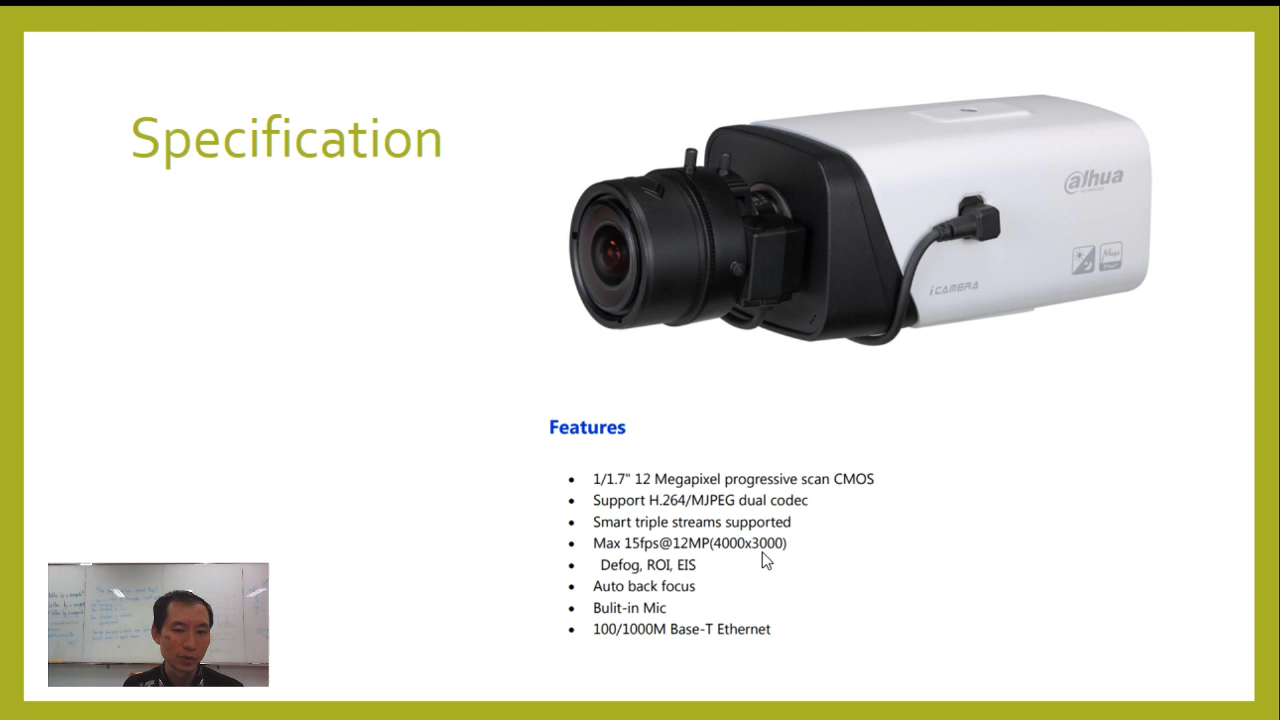 Specification
alhua
TECHNOLOGY
iCAMERA
Mega
Features
• 1/1.7" 12 Megapixel progressive scan CMOS
• Support H.264/MJPEG dual codec
• Smart triple streams supported
• Max 15fps@12MP(4000x3000)
• Defog, ROI, EIS
• Auto back focus
• Bulit-in Mic
• 100/1000M Base-T Ethernet